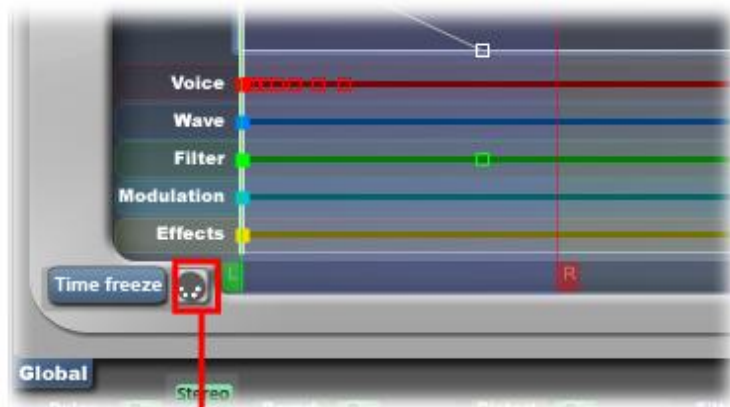 Voice
Wave
Filter
Modulation
Effects
L R
Time freeze
Global
Stereo